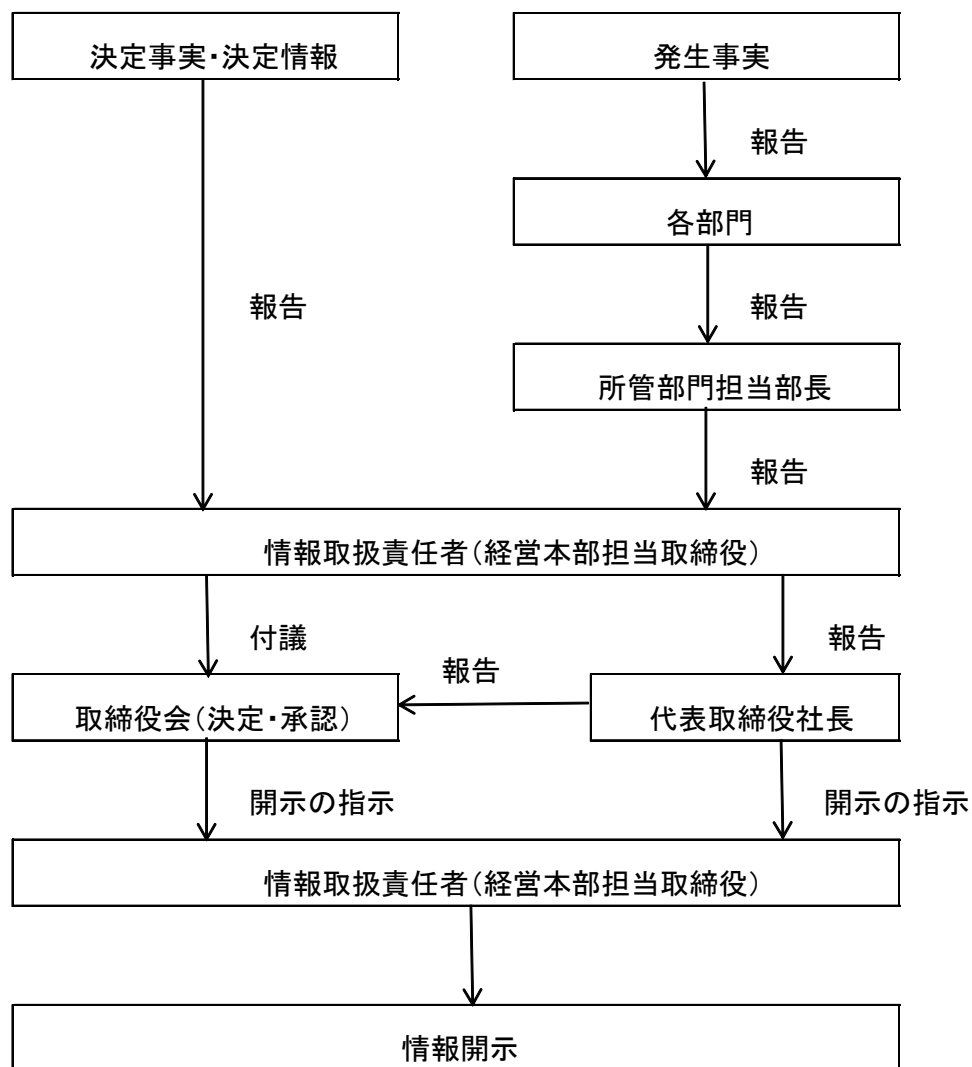 決定事実・決定情報
発生事実
報告
各部門
報告
報告
所管部門担当部長
報告
情報取扱責任者(経営本部担当取締役)
付議
報告
報告
取締役会(決定・承認)
代表取締役社長
開示の指示
開示の指示
情報取扱責任者(経営本部担当取締役)
情報開示